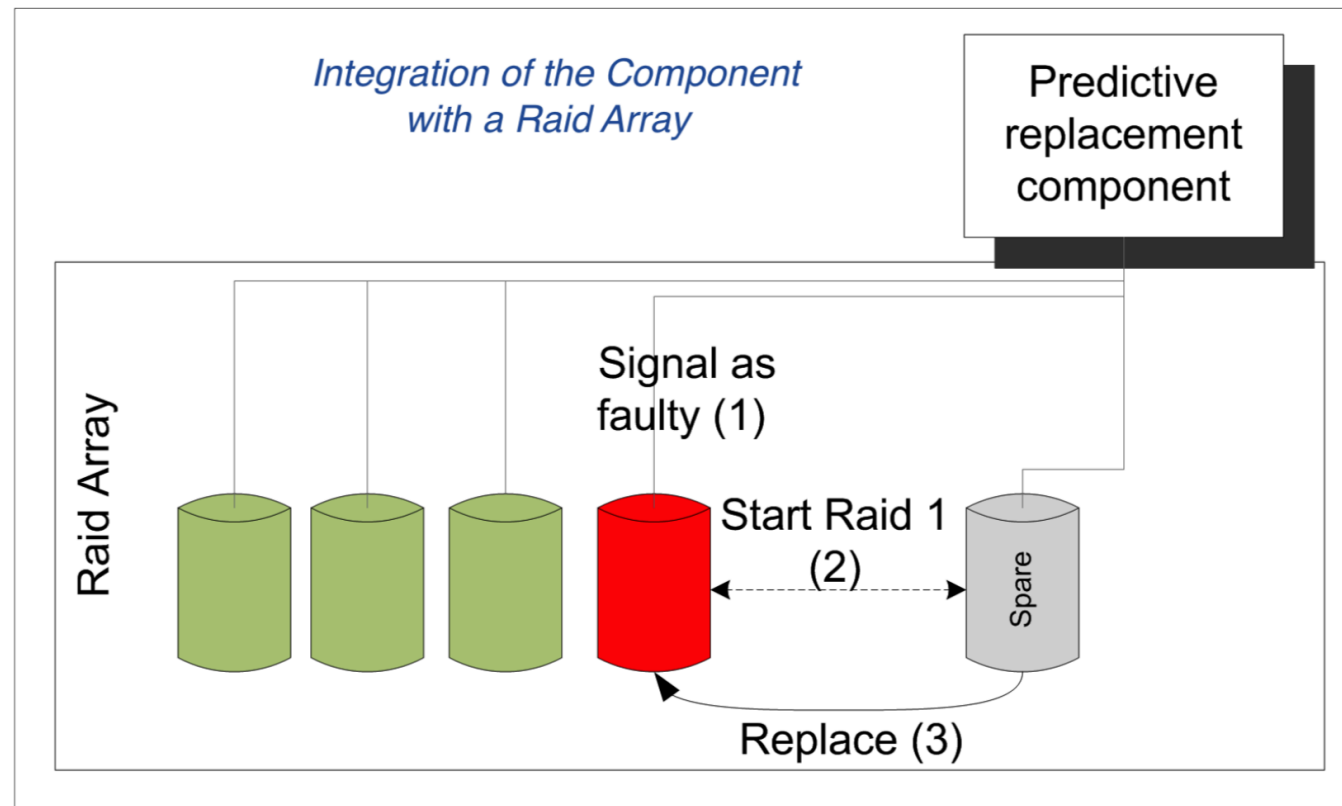 Integration of the Component
with a Raid Array
Predictive
replacement
component
Raid Array
Signal as
faulty (1)
Start Raid 1
(2)
Spare
Replace (3)